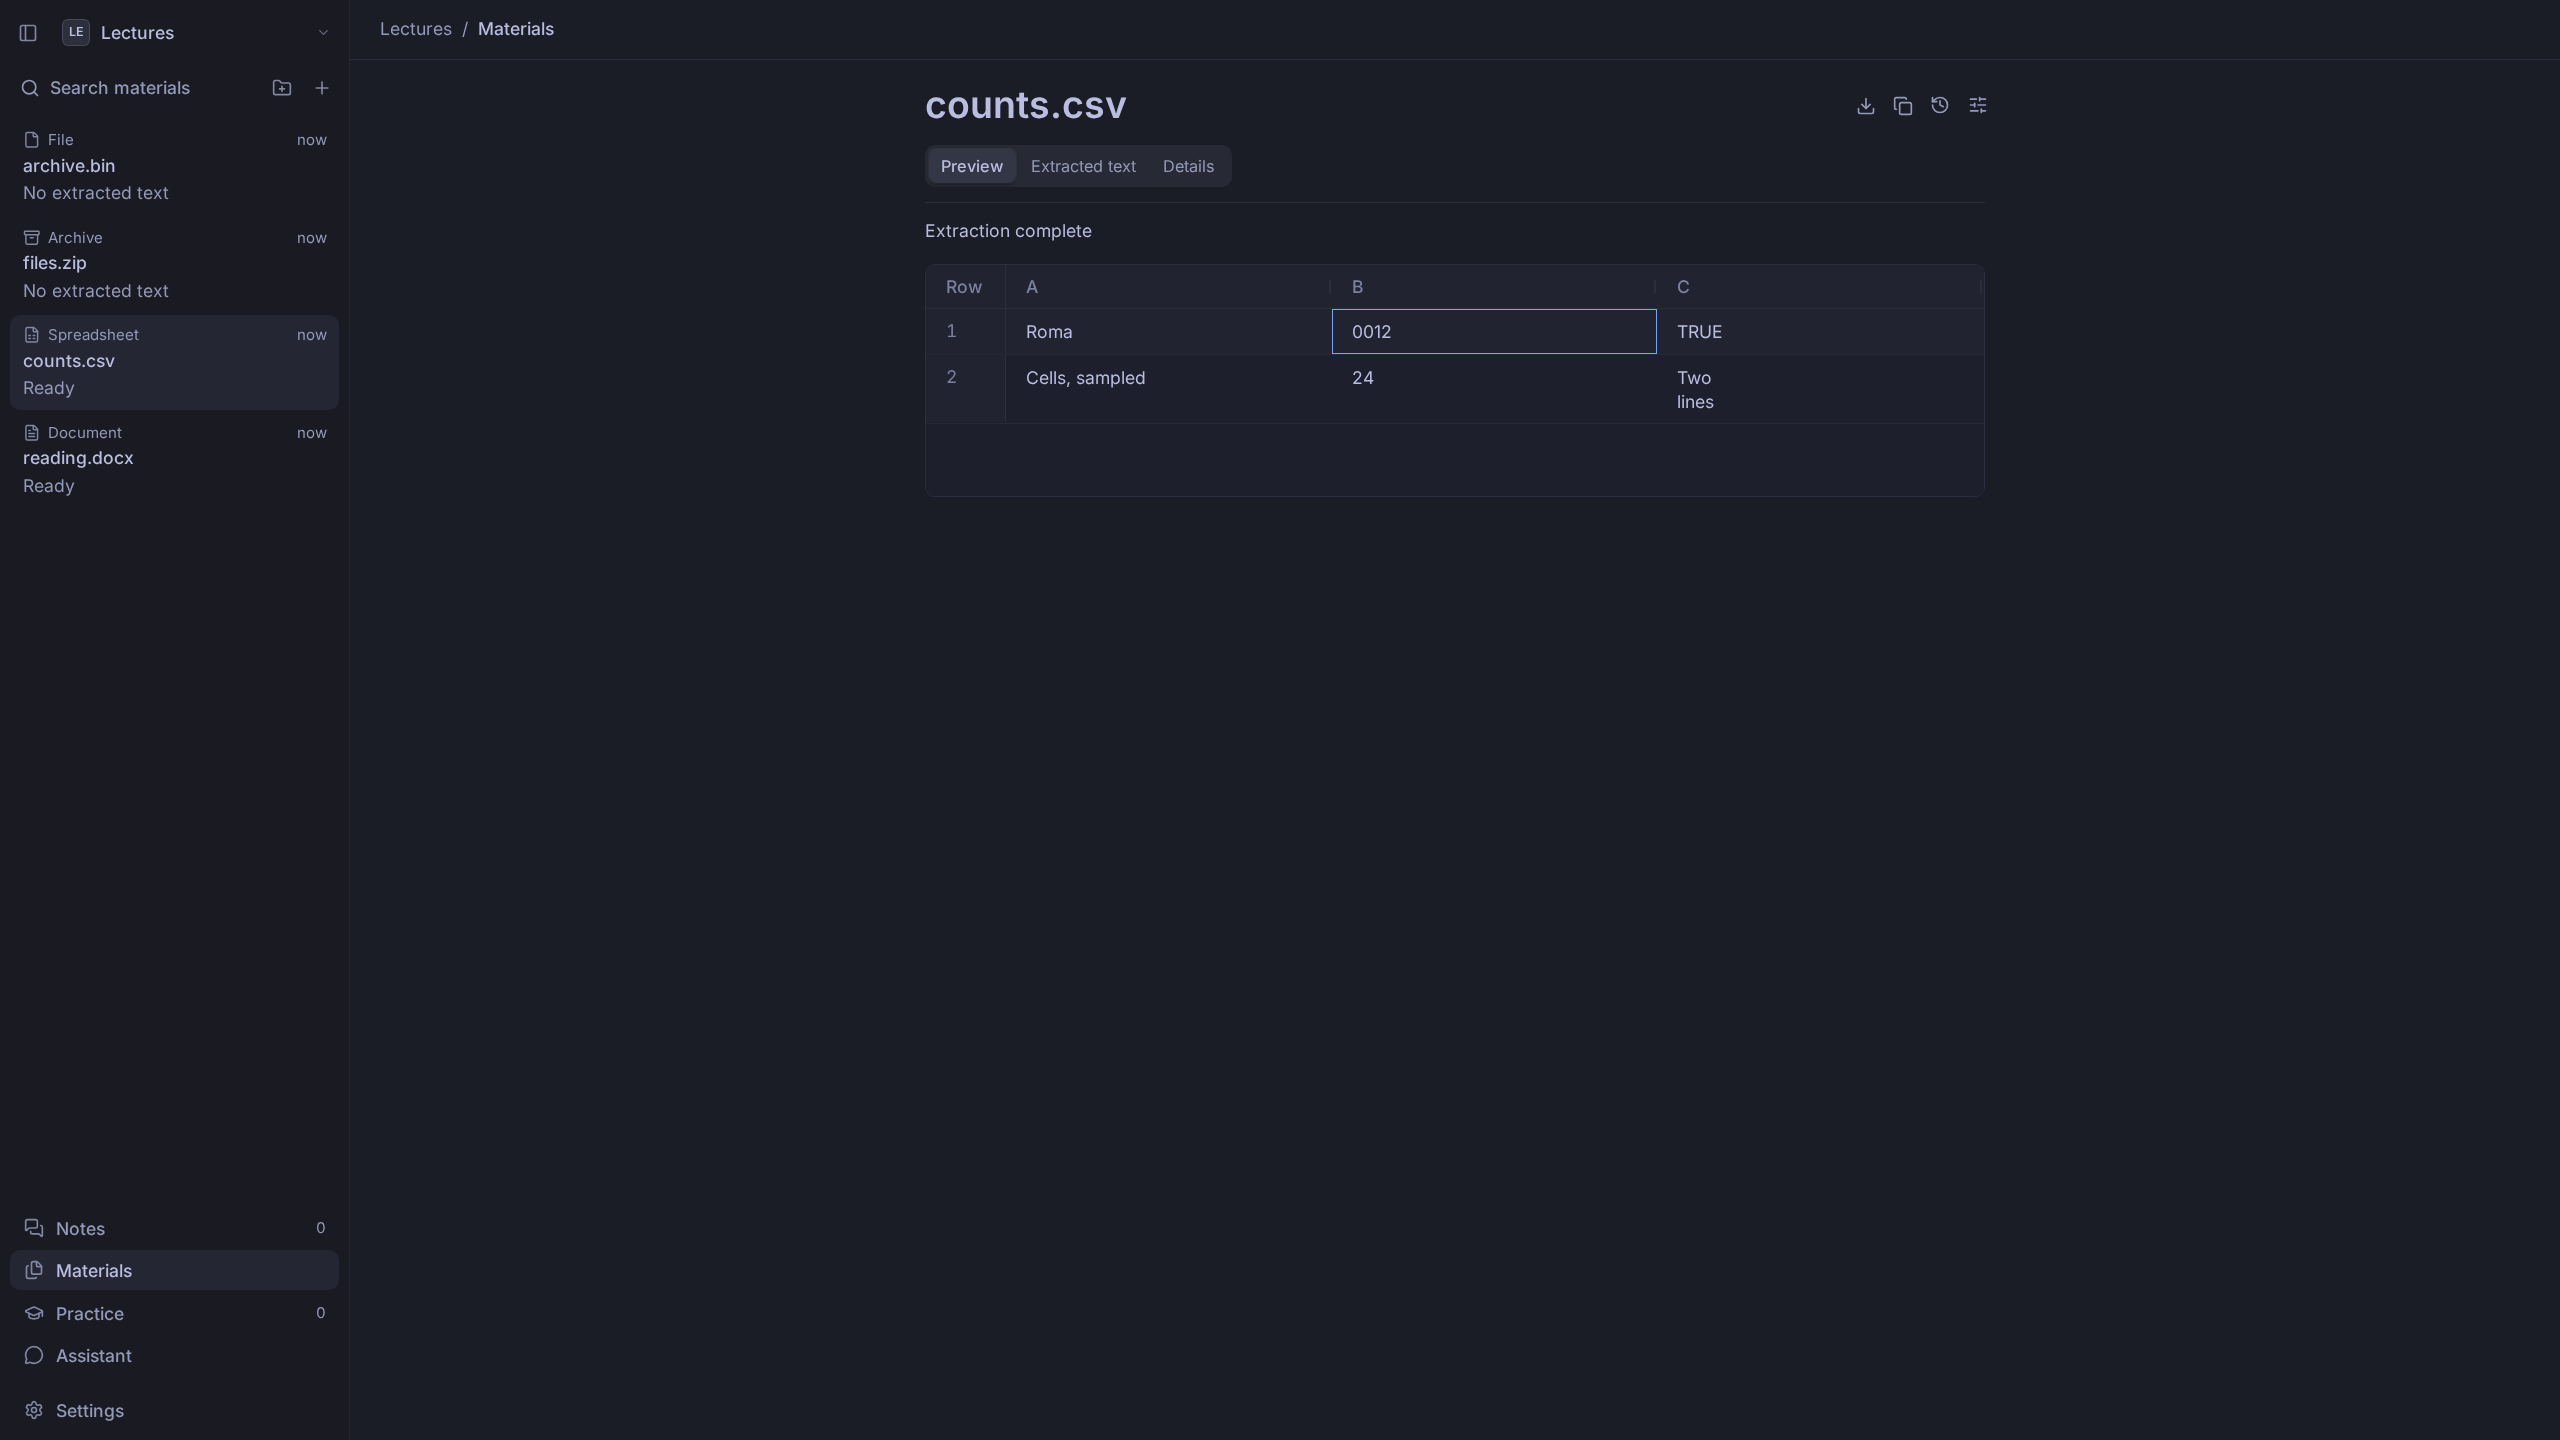 LE Lectures
Search materials
File now
archive.bin
No extracted text
Archive now
files.zip
No extracted text
Spreadsheet now
counts.csv
Ready
Document now
reading.docx
Ready
Notes 0
Materials
Practice 0
Assistant
Settings
Lectures / Materials
counts.csv
Preview Extracted text Details
Extraction complete
Row A B C
1 Roma 0012 TRUE
2 Cells, sampled 24 Two
lines